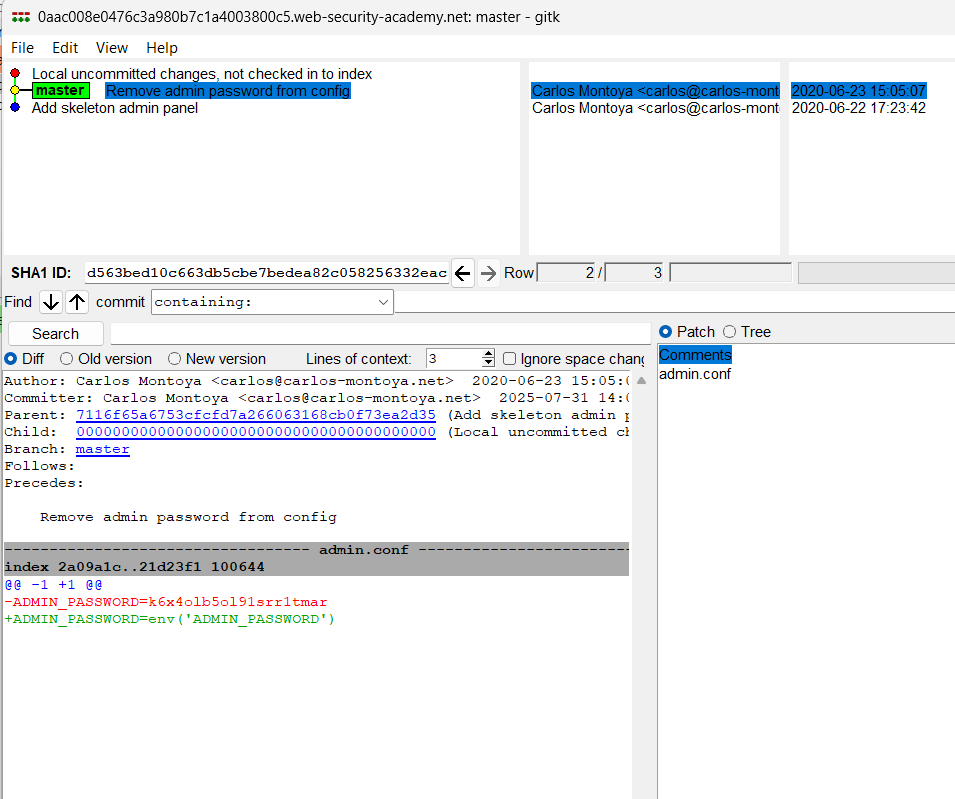 0aac008e0476c3a980b7c1a4003800c5.web-security-academy.net: master - gitk
File Edit View Help
Local uncommitted changes, not checked in to index
master Remove admin password from config Carlos Montoya <carlos@carlos-mont 2020-06-23 15:05:07
Add skeleton admin panel Carlos Montoya <carlos@carlos-mont 2020-06-22 17:23:42
SHA1 ID: d563bed10c663db5cbe7bedea82c058256332eac Row 2 / 3
Find commit containing:
Search
Diff Old version New version Lines of context: 3 Ignore space chang
Patch Tree
Comments
admin.conf
Author: Carlos Montoya <carlos@carlos-montoya.net> 2020-06-23 15:05:0
Committer: Carlos Montoya <carlos@carlos-montoya.net> 2025-07-31 14:0
Parent: 7116f65a6753cfcfd7a266063168cb0f73ea2d35 (Add skeleton admin p
Child: 0000000000000000000000000000000000000000 (Local uncommitted ch
Branch: master
Follows:
Precedes:
Remove admin password from config
---------------------------------- admin.conf ------------------------
index 2a09a1c..21d23f1 100644
@@ -1 +1 @@
-ADMIN_PASSWORD=k6x4olb5ol91srr1tmar
+ADMIN_PASSWORD=env('ADMIN_PASSWORD')